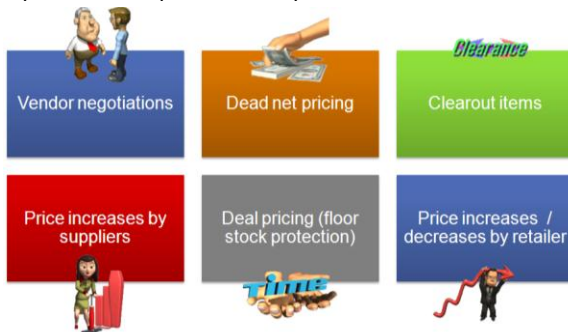 Clearance
Vendor negotiations
Dead net pricing
Clearout items
Price increases by
suppliers
Deal pricing (floor
stock protection)
Price increases /
decreases by retailer
Time